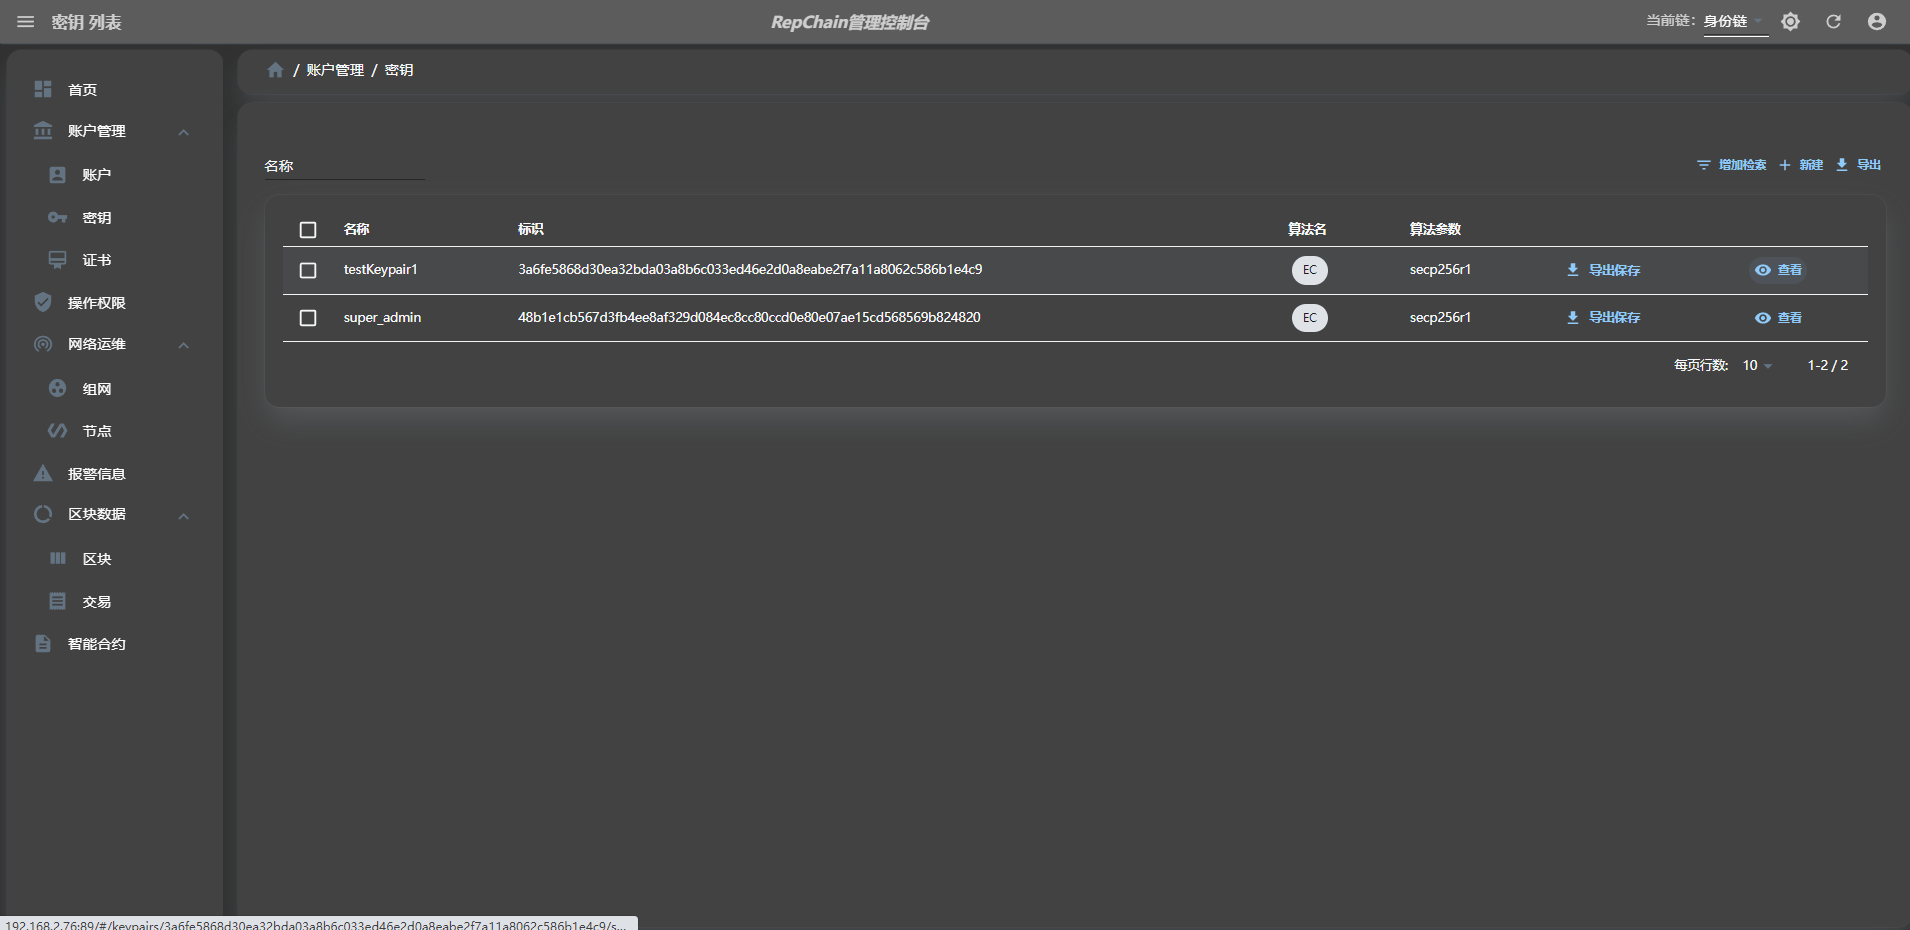 密钥 列表
RepChain管理控制台
当前链：身份链
首页
账户管理
账户
密钥
证书
操作权限
网络运维
组网
节点
报警信息
区块数据
区块
交易
智能合约
/ 账户管理 / 密钥
名称
增加检索 新建 导出
名称 标识 算法名 算法参数
testKeypair1 3a6fe5868d30ea32bda03a8b6c033ed46e2d0a8eabe2f7a11a8062c586b1e4c9 EC secp256r1 导出保存 查看
super_admin 48b1e1cb567d3fb4ee8af329d084ec8cc80ccd0e80e07ae15cd568569b824820 EC secp256r1 导出保存 查看
每页行数: 10 1-2 / 2
192.168.2.76:89/#/keypairs/3a6fe5868d30ea32bda03a8b6c033ed46e2d0a8eabe2f7a11a8062c586b1e4c9/s...